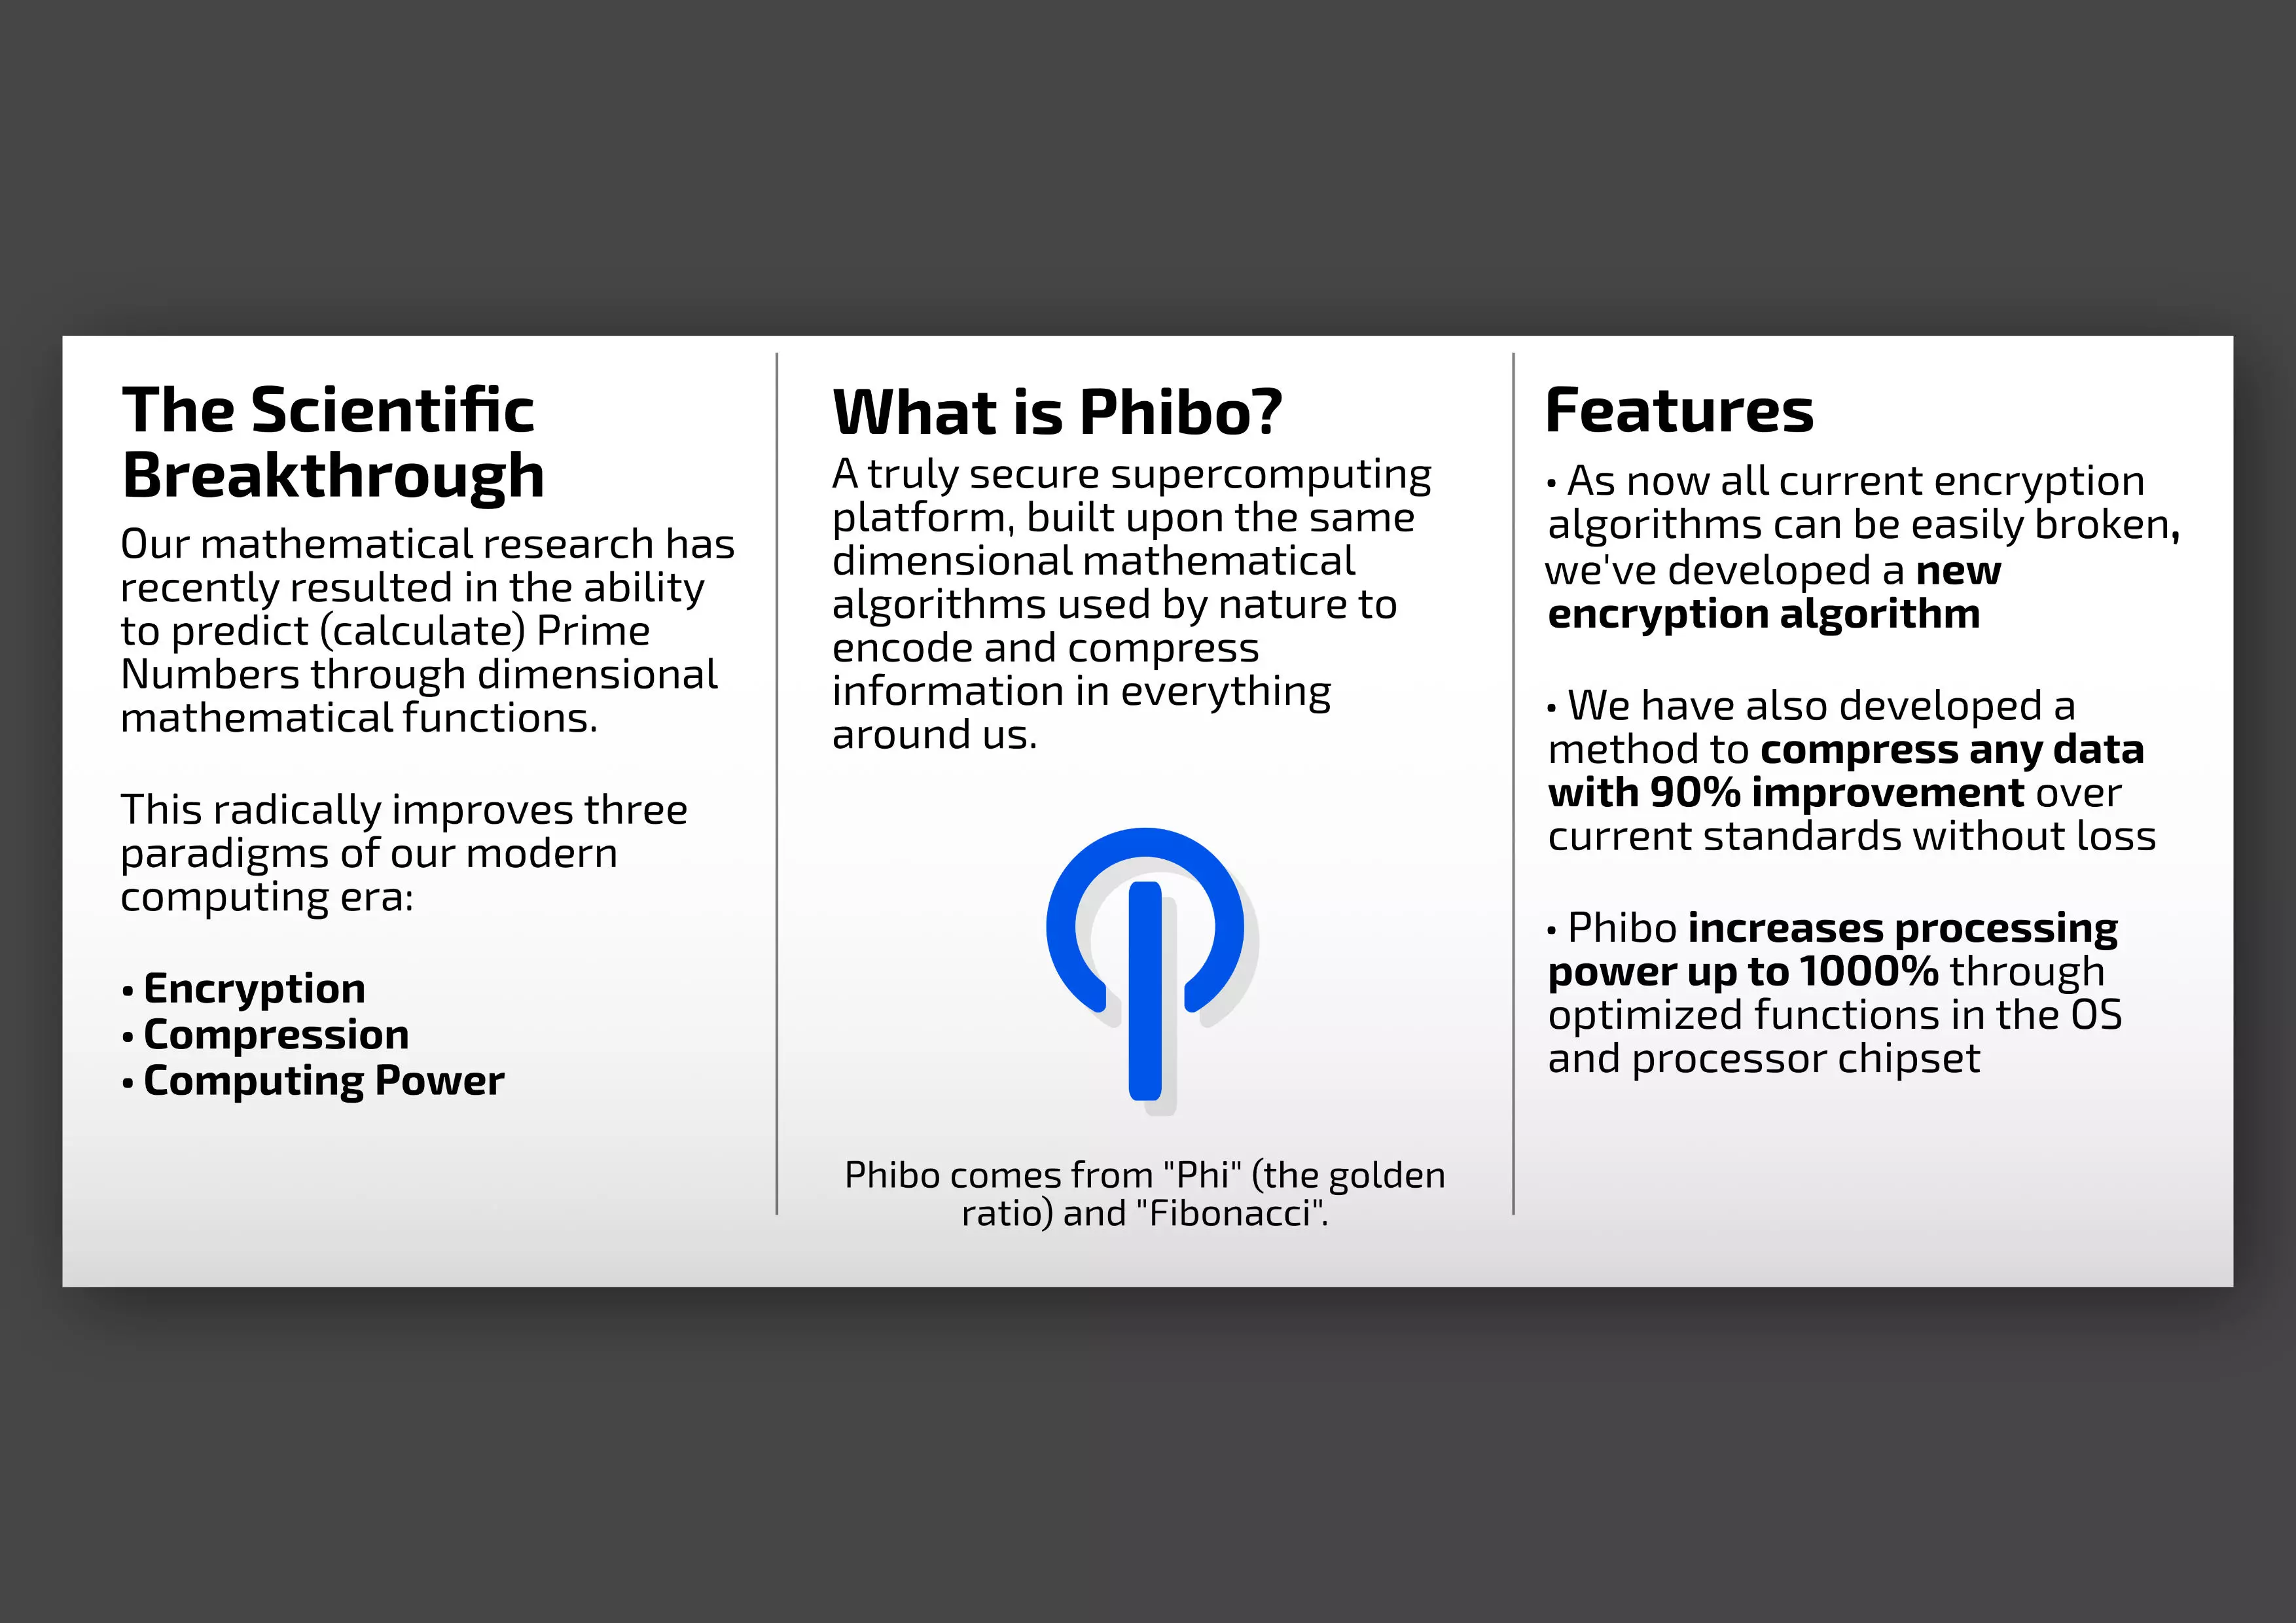 The Scientific
Breakthrough
Our mathematical research has
recently resulted in the ability
to predict (calculate) Prime
Numbers through dimensional
mathematical functions.
This radically improves three
paradigms of our modern
computing era:
• Encryption
• Compression
• Computing Power
What is Phibo?
A truly secure supercomputing
platform, built upon the same
dimensional mathematical
algorithms used by nature to
encode and compress
information in everything
around us.
Phibo comes from "Phi" (the golden
ratio) and "Fibonacci".
Features
• As now all current encryption
algorithms can be easily broken,
we've developed a new
encryption algorithm
• We have also developed a
method to compress any data
with 90% improvement over
current standards without loss
• Phibo increases processing
power up to 1000% through
optimized functions in the OS
and processor chipset